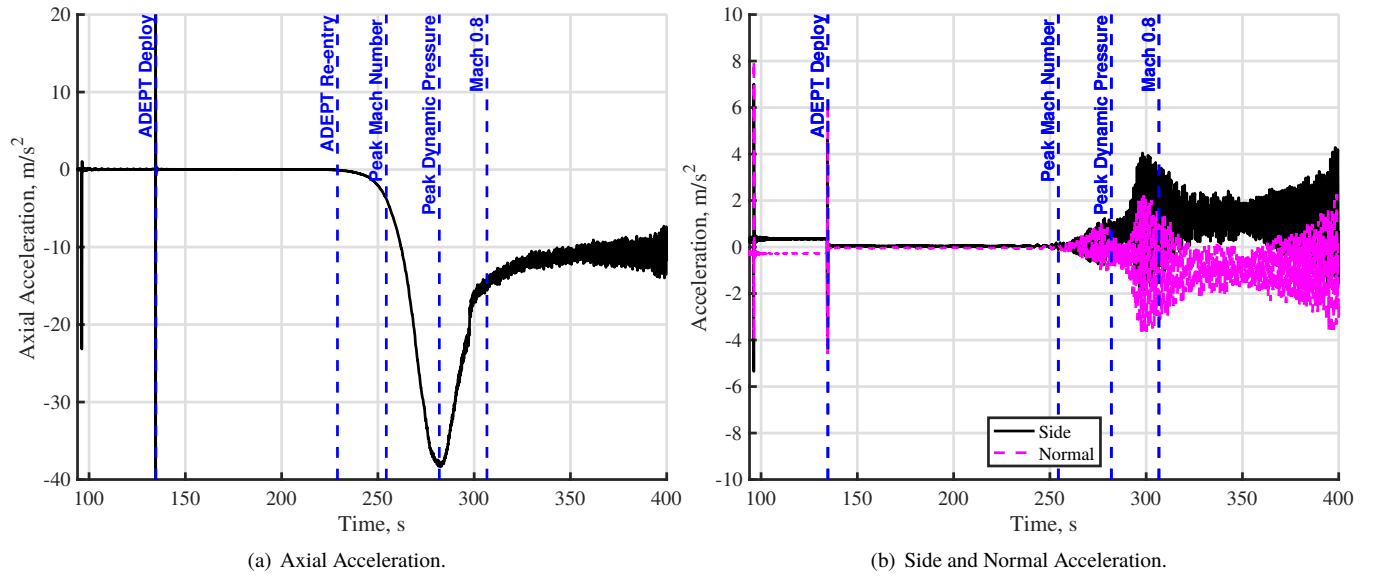 20
10
0
-10
-20
-30
-40
100
150
200
250
300
350
400
Axial Acceleration, m/s2
Time, s
ADEPT Deploy
ADEPT Re-entry
Peak Mach Number
Peak Dynamic Pressure
Mach 0.8
(a) Axial Acceleration.
10
8
6
4
2
0
-2
-4
-6
-8
-10
100
150
200
250
300
350
400
Acceleration, m/s2
Time, s
ADEPT Deploy
Peak Mach Number
Peak Dynamic Pressure
Mach 0.8
Side
Normal
(b) Side and Normal Acceleration.